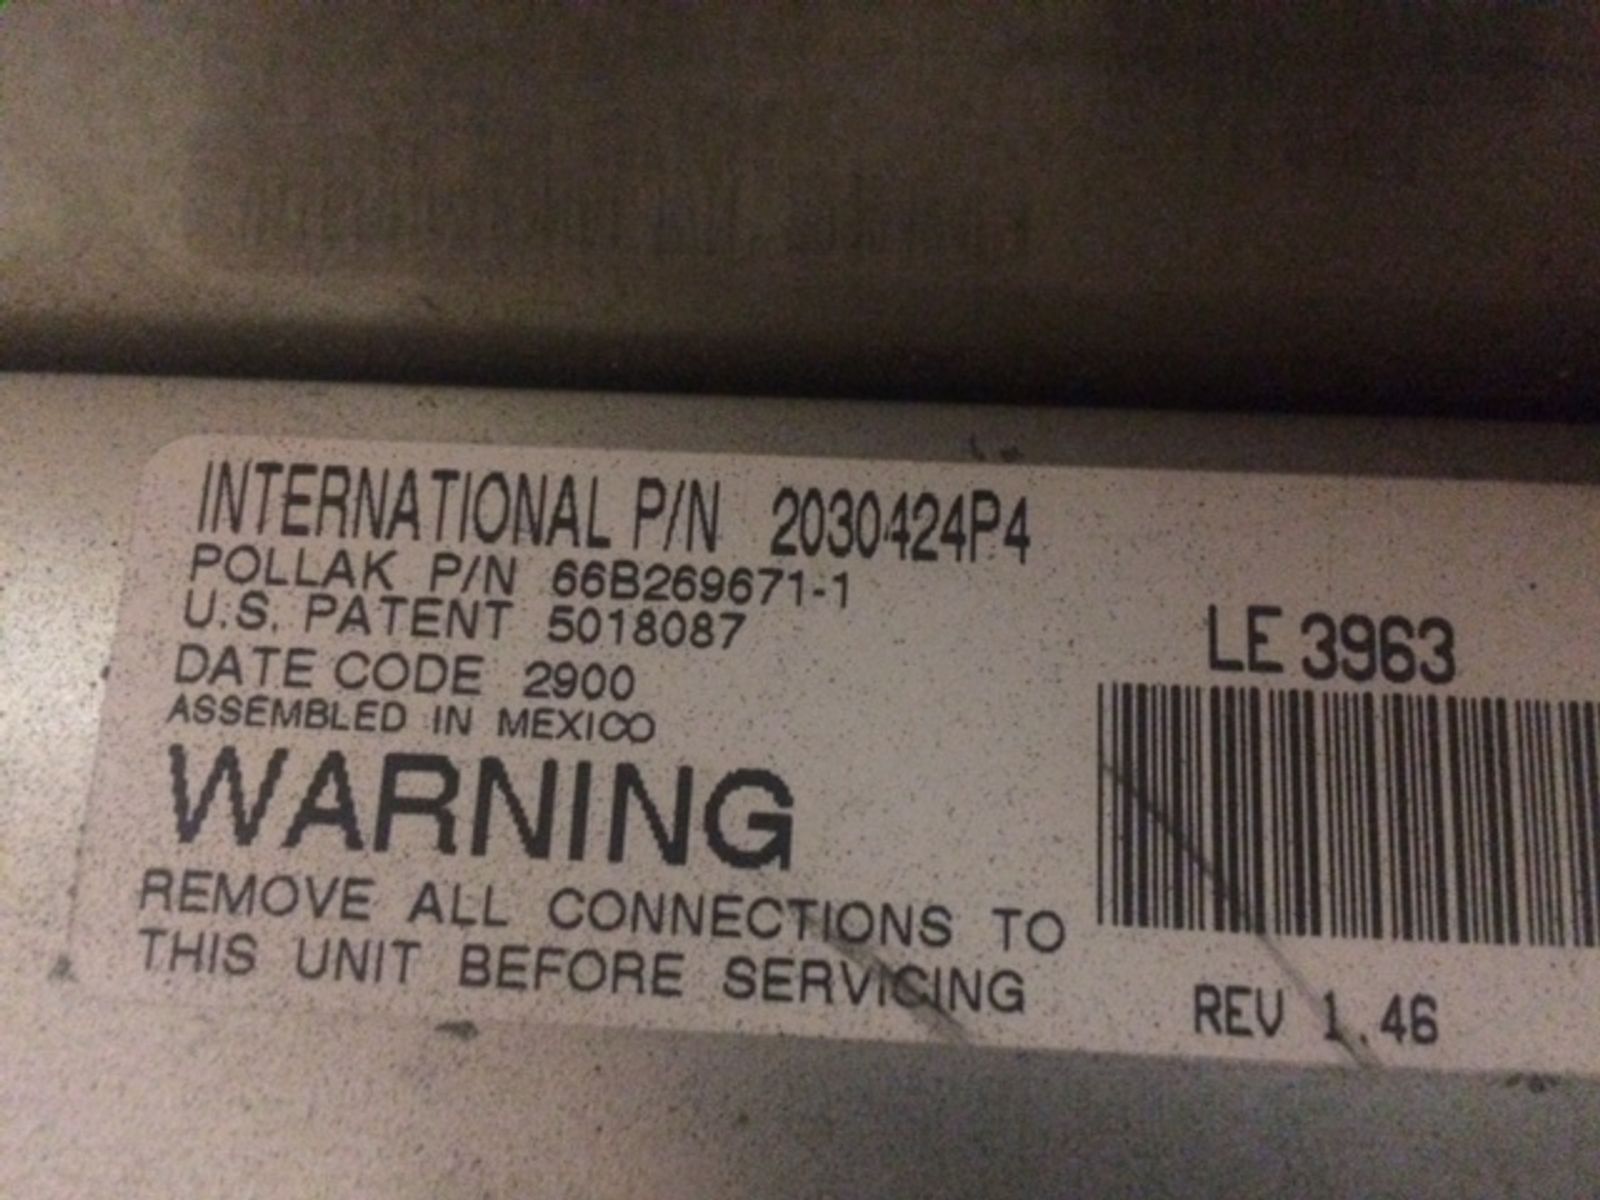 INTERNATIONAL P/N 2030424P4
POLLAK P/N 66B269671-1
U.S. PATENT 5018087
DATE CODE 2900
ASSEMBLED IN MEXICO
WARNING
REMOVE ALL CONNECTIONS TO
THIS UNIT BEFORE SERVICING
LE 3963
REV 1.46